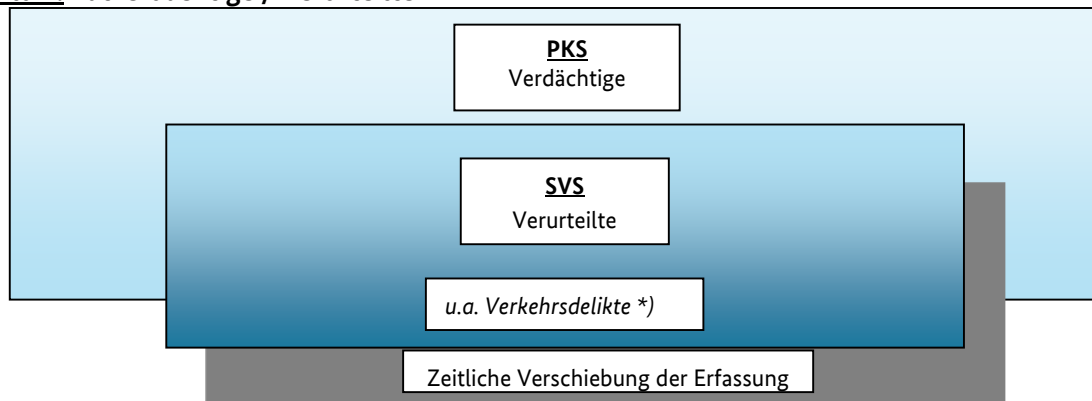 PKS
Verdächtige
SVS
Verurteilte
u.a. Verkehrsdelikte *)
Zeitliche Verschiebung der Erfassung